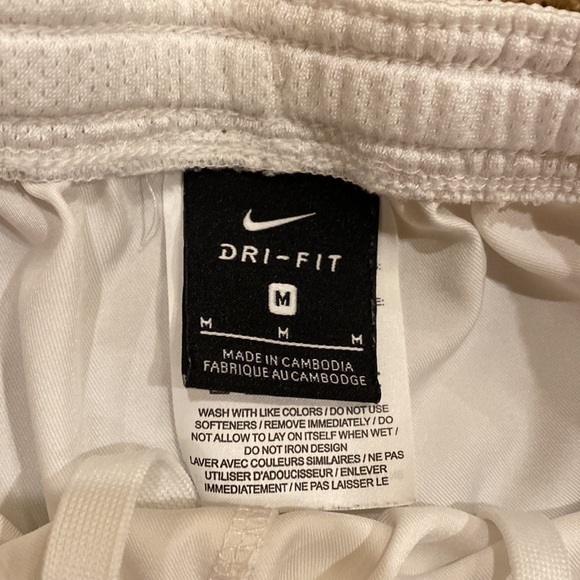 DRI-FIT
M
M M M
MADE IN CAMBODIA
FABRIQUE AU CAMBODGE
E:
WASH WITH LIKE COLORS / DO NOT USE
SOFTENERS / REMOVE IMMEDIATELY / DO
NOT ALLOW TO LAY ON ITSELF WHEN WET /
DO NOT IRON DESIGN
LAVER AVEC COULEURS SIMILAIRES / NE PAS
UTILISER D'ADOUCISSEUR / ENLEVER
IMMÉDIATEMENT / NE PAS LAISSER LE